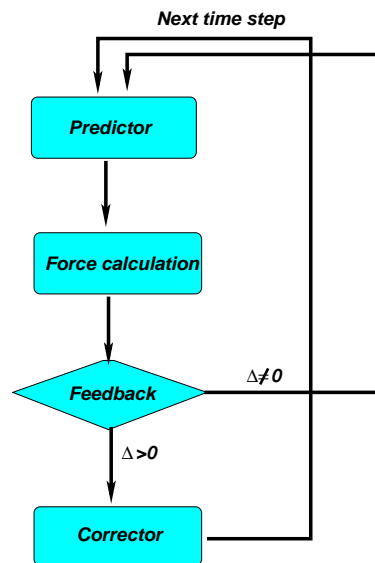 Next time step
Predictor
Force calculation
Feedback
Δ≠0
Δ>0
Corrector